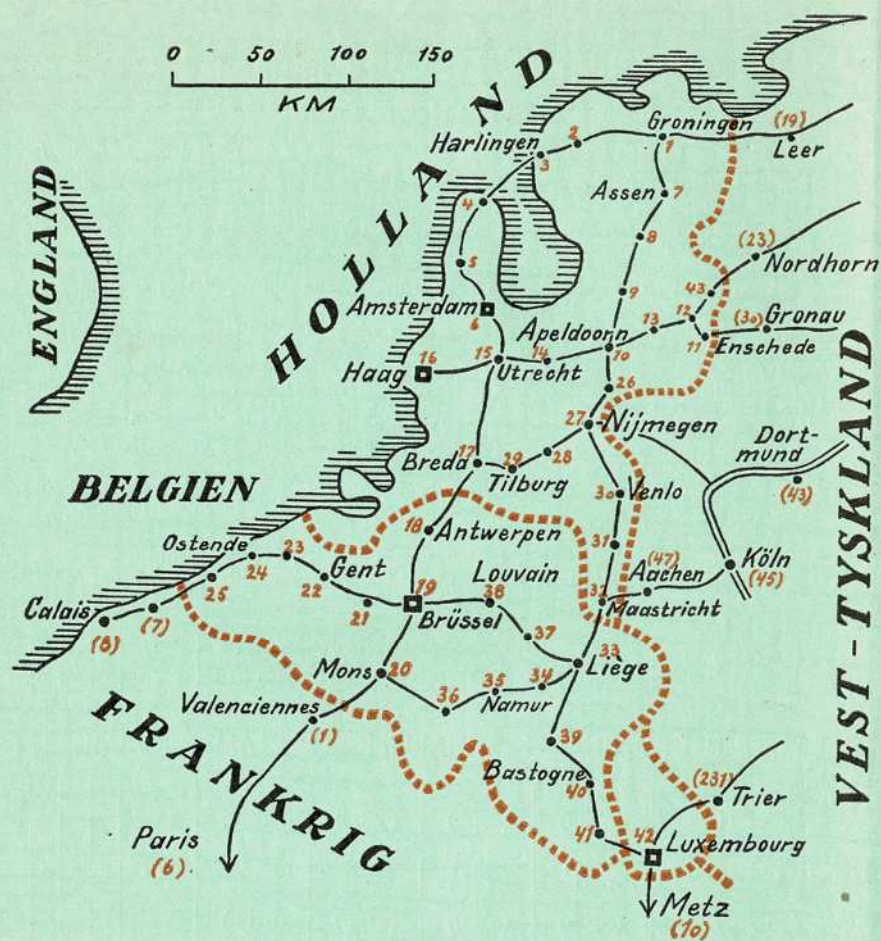 0 50 100 150
KM
HOLLAND
ENGLAND
BELGIEN
FRANKRIG
VEST-TYSKLAND
Harlingen 3
2
Groningen 1
(19)
Leer
4
Assen 7
8
5
(23)
Nordhorn
43
9
Amsterdam 6
12
13
(30)
Gronau
11 Enschede
Apeldoorn 10
14
15 Utrecht
16
Haag
26
27 Nijmegen
Dort-
mund
(43)
Breda 17
29
Tilburg
28
30 Venlo
18 Antwerpen
31
Ostende
24
23
25
22
Gent
21
19
Brüssel
Louvain
38
37
32
Maastricht
(47)
Aachen
Köln
(45)
Calais
(8)
(7)
33
Liege
Mons 20
36
35
Namur
34
Valenciennes
(1)
39
Bastogne
40
41
(231)
Trier
42
Luxembourg
Paris
(6)
Metz
(10)